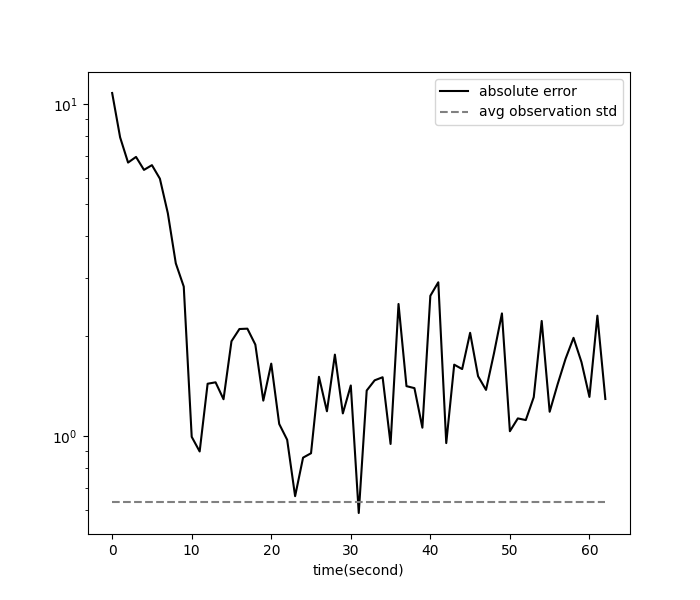 absolute error
avg observation std
10¹
10⁰
0 10 20 30 40 50 60
time(second)